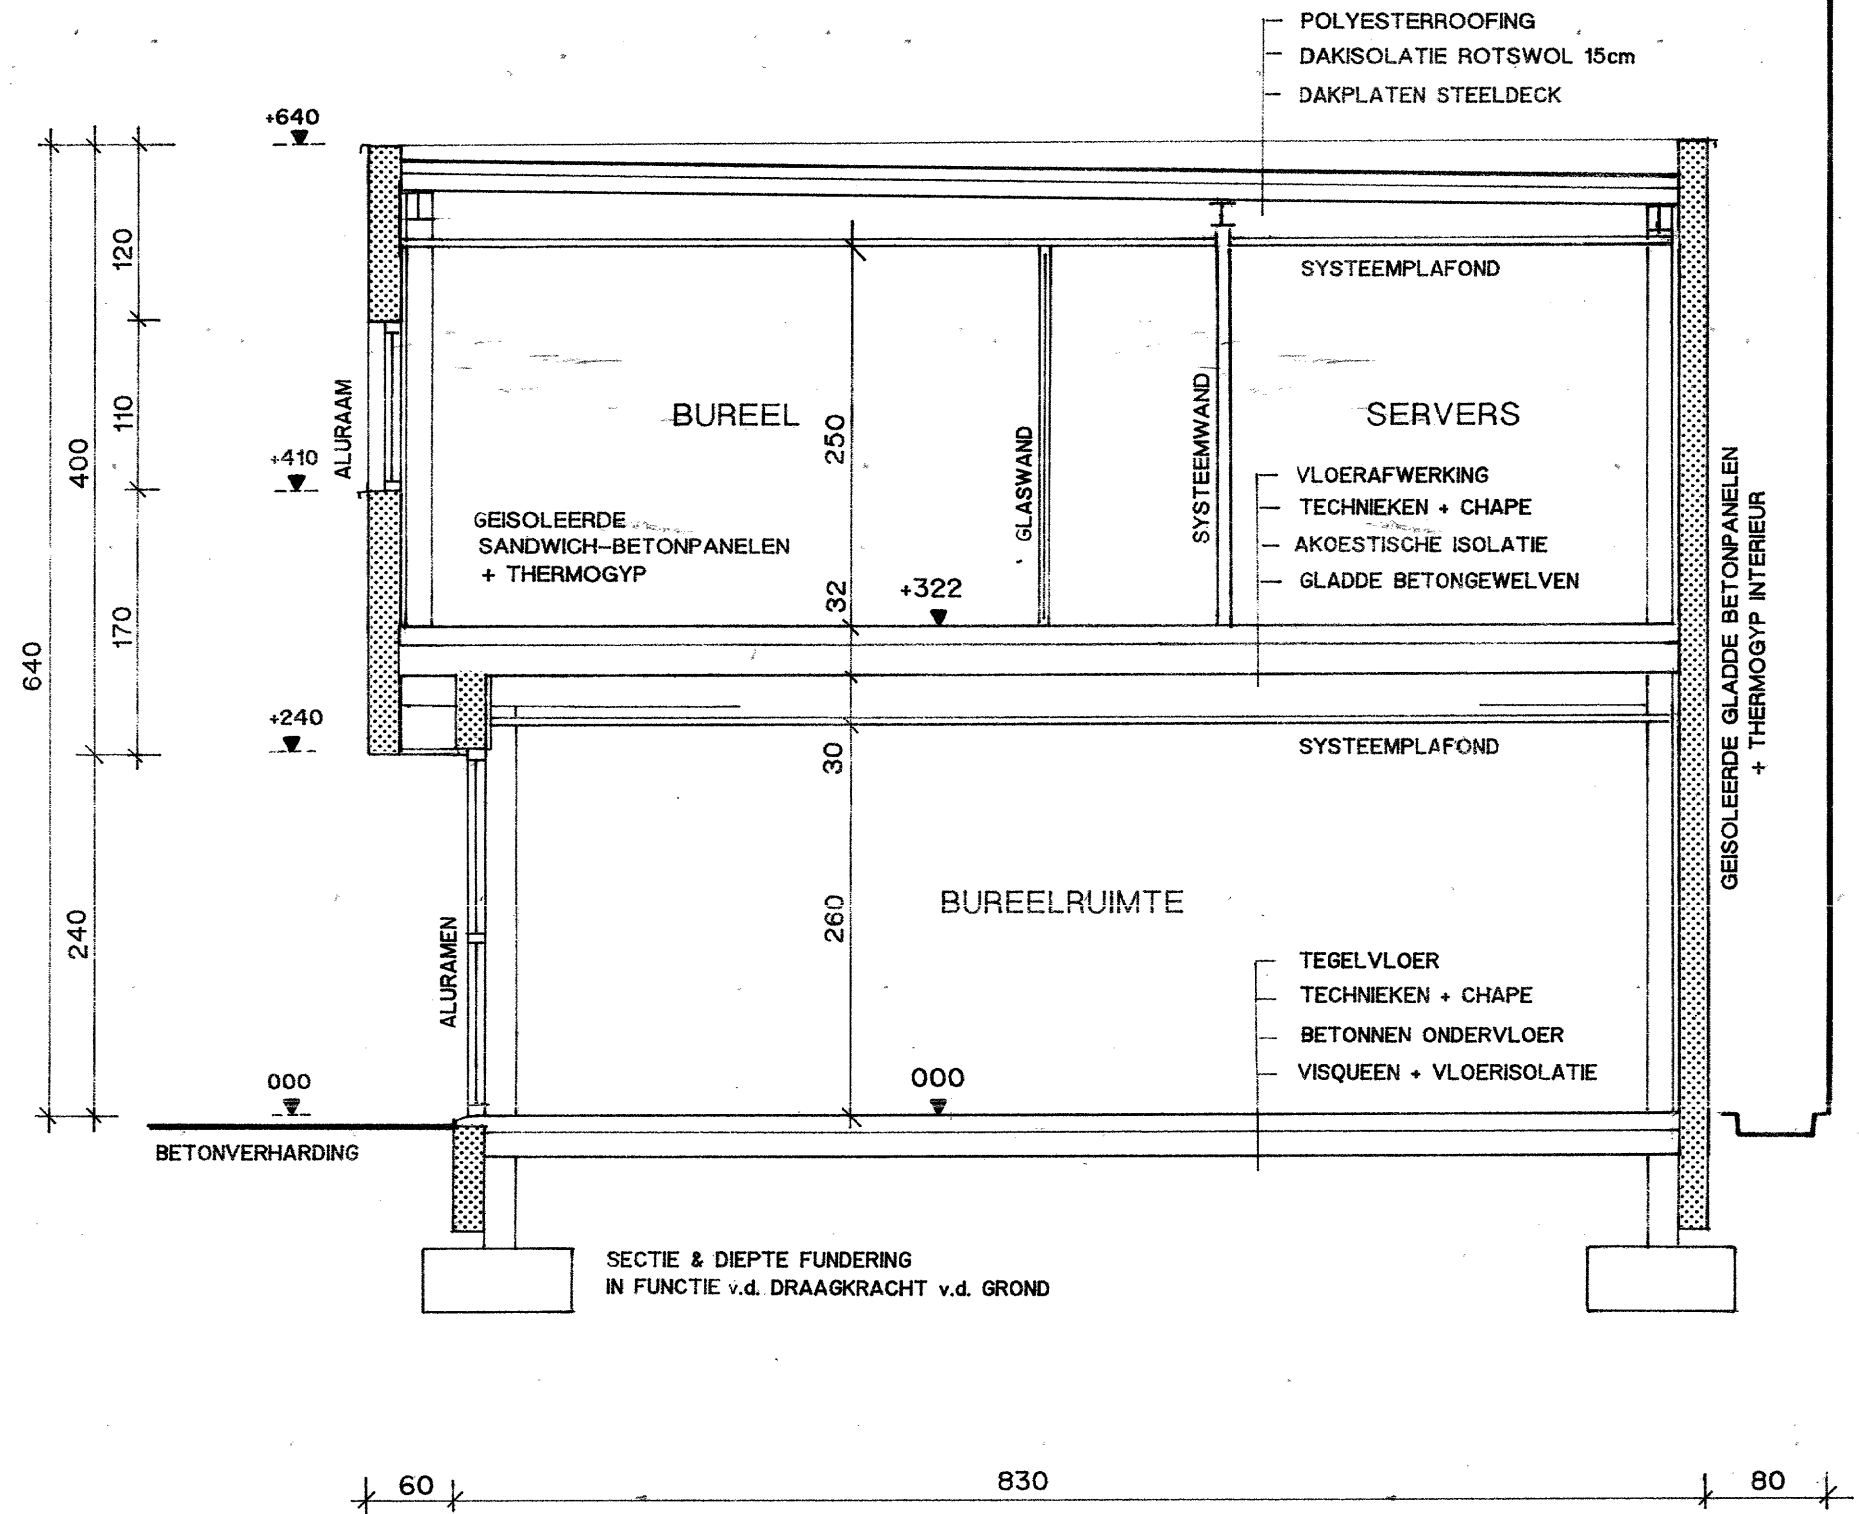 POLYESTERROOFING
DAKISOLATIE ROTSWOL 15cm
DAKPLATEN STEELDECK
+640
120
SYSTEEMPLAFOND
ALURAAM
110
400
+410
BUREEL
250
GLASWAND
SYSTEEMWAND
SERVERS
VLOERAFWERKING
TECHNIEKEN + CHAPE
AKOESTISCHE ISOLATIE
GLADDE BETONGEWELVEN
GEISOLEERDE
SANDWICH-BETONPANELEN
+ THERMOGYP
GEISOLEERDE GLADDE BETONPANELEN
+ THERMOGYP INTERIEUR
32
+322
170
640
+240
30
SYSTEEMPLAFOND
240
ALURAMEN
260
BUREELRUIMTE
TEGELVLOER
TECHNIEKEN + CHAPE
BETONNEN ONDERVLOER
VISQUEEN + VLOERISOLATIE
000
000
BETONVERHARDING
SECTIE & DIEPTE FUNDERING
IN FUNCTIE v.d. DRAAGKRACHT v.d. GROND
60
830
80